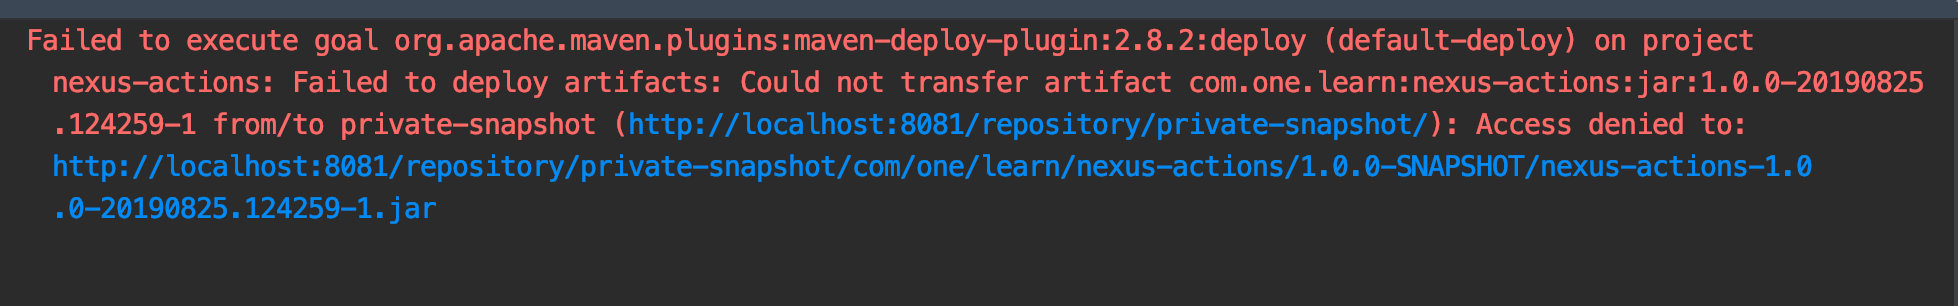 Failed to execute goal org.apache.maven.plugins:maven-deploy-plugin:2.8.2:deploy (default-deploy) on project
nexus-actions: Failed to deploy artifacts: Could not transfer artifact com.one.learn:nexus-actions:jar:1.0.0-20190825
.124259-1 from/to private-snapshot (http://localhost:8081/repository/private-snapshot/): Access denied to:
http://localhost:8081/repository/private-snapshot/com/one/learn/nexus-actions/1.0.0-SNAPSHOT/nexus-actions-1.0
.0-20190825.124259-1.jar